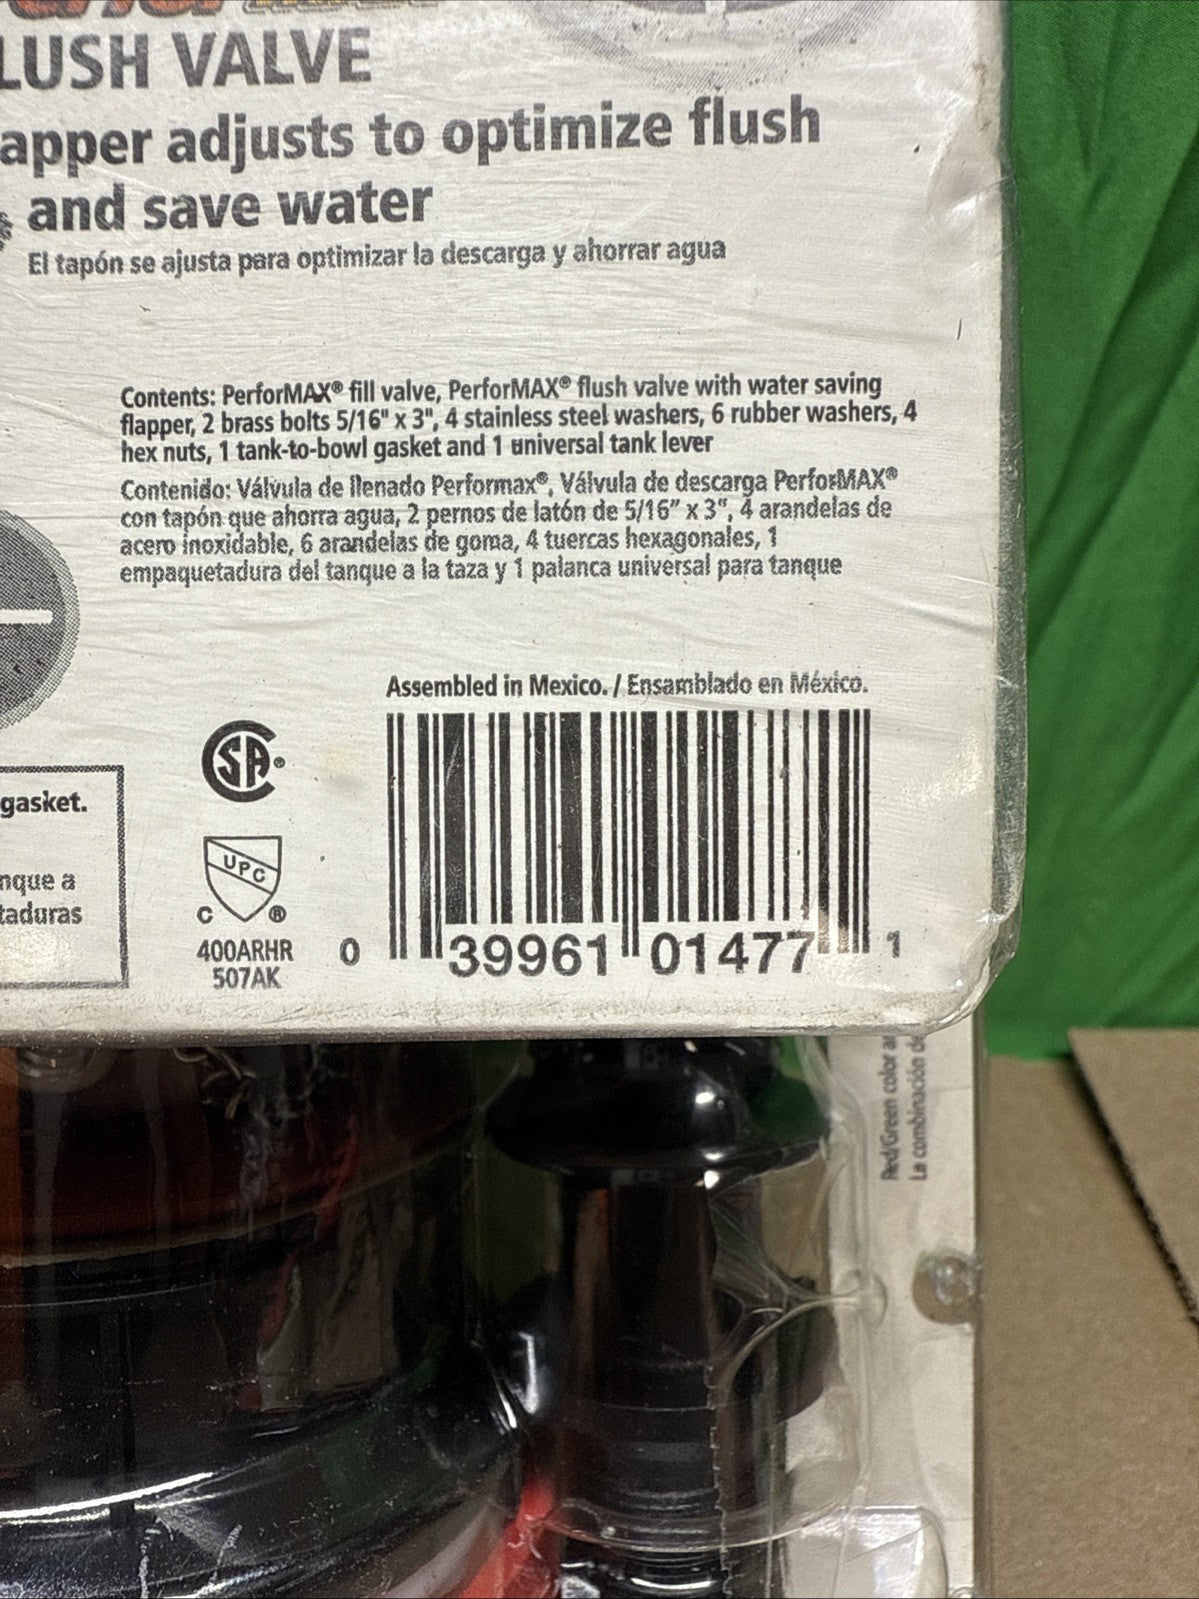 LUSH VALVE
apper adjusts to optimize flush
and save water
El tapón se ajusta para optimizar la descarga y ahorrar agua
Contents: PerforMAX® fill valve, PerforMAX® flush valve with water saving
flapper, 2 brass bolts 5/16" x 3", 4 stainless steel washers, 6 rubber washers, 4
hex nuts, 1 tank-to-bowl gasket and 1 universal tank lever
Contenido: Válvula de llenado Performax®, Válvula de descarga PerforMAX®
con tapón que ahorra agua, 2 pernos de latón de 5/16" x 3", 4 arandelas de
acero inoxidable, 6 arandelas de goma, 4 tuercas hexagonales, 1
empaquetadura del tanque a la taza y 1 palanca universal para tanque
Assembled in Mexico. / Ensamblado en México.
SA®
gasket.
UPC
nque a
C ®
taduras
400ARHR
507AK
0 39961 01477 1
Red/Green color a
La combinación de